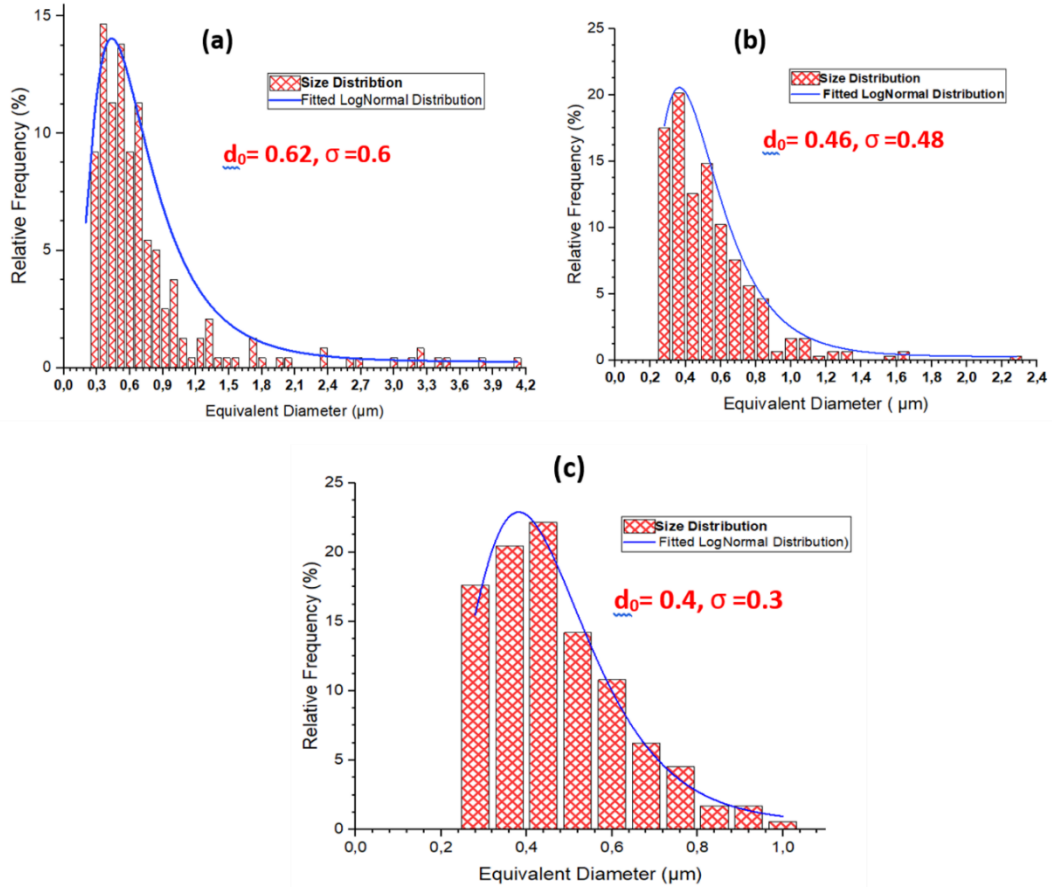 (a)
Size Distribtion
Fitted LogNormal Distribution
d₀= 0.62, σ =0.6
Relative Frequency (%)
15
10
5
0
0,0 0,3 0,6 0,9 1,2 1,5 1,8 2,1 2,4 2,7 3,0 3,3 3,6 3,9 4,2
Equivalent Diameter (µm)
(b)
Size Distribution
Fitted LogNormal Distribution)
d₀= 0.46, σ =0.48
Relative Frequency (%)
25
20
15
10
5
0
0,0 0,2 0,4 0,6 0,8 1,0 1,2 1,4 1,6 1,8 2,0 2,2 2,4
Equivalent Diameter ( µm)
(c)
Size Distribution
Fitted LogNormal Distribution)
d₀= 0.4, σ =0.3
Relative Frequency (%)
25
20
15
10
5
0
0,0 0,2 0,4 0,6 0,8 1,0
Equivalent Diameter (µm)